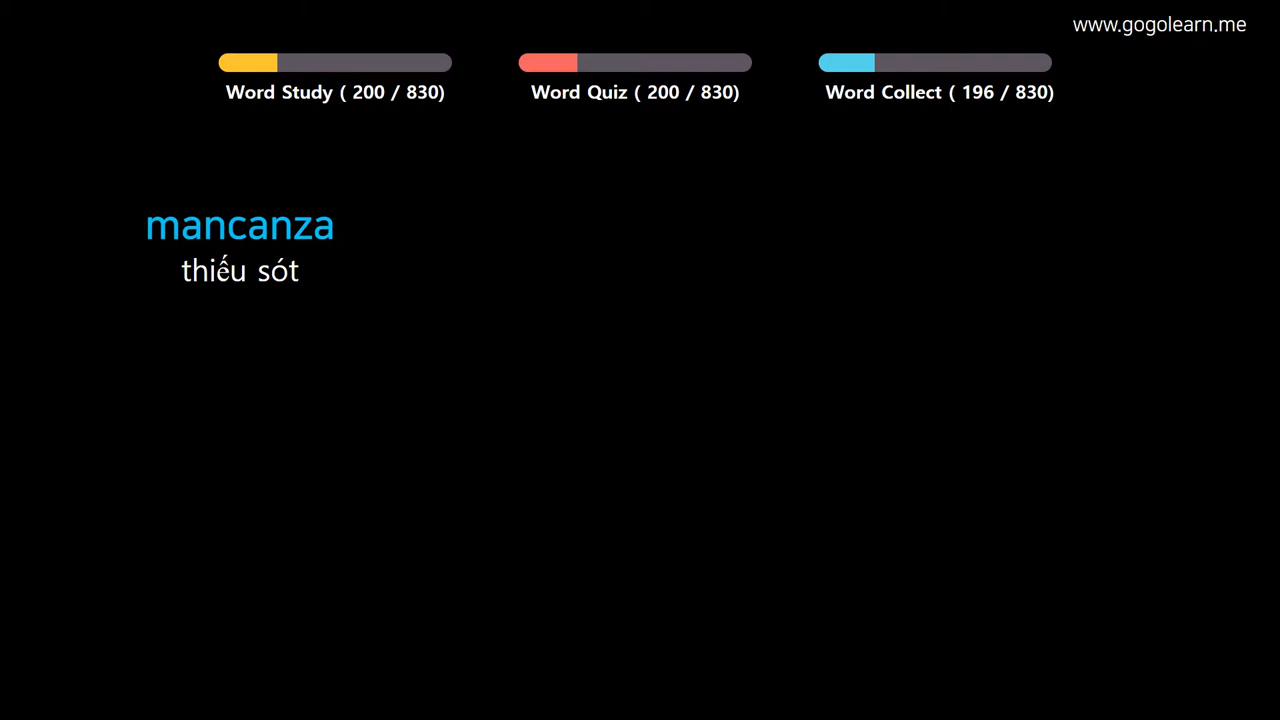 www.gogolearn.me
Word Study ( 200 / 830)
Word Quiz ( 200 / 830)
Word Collect ( 196 / 830)
mancanza
thiếu sót